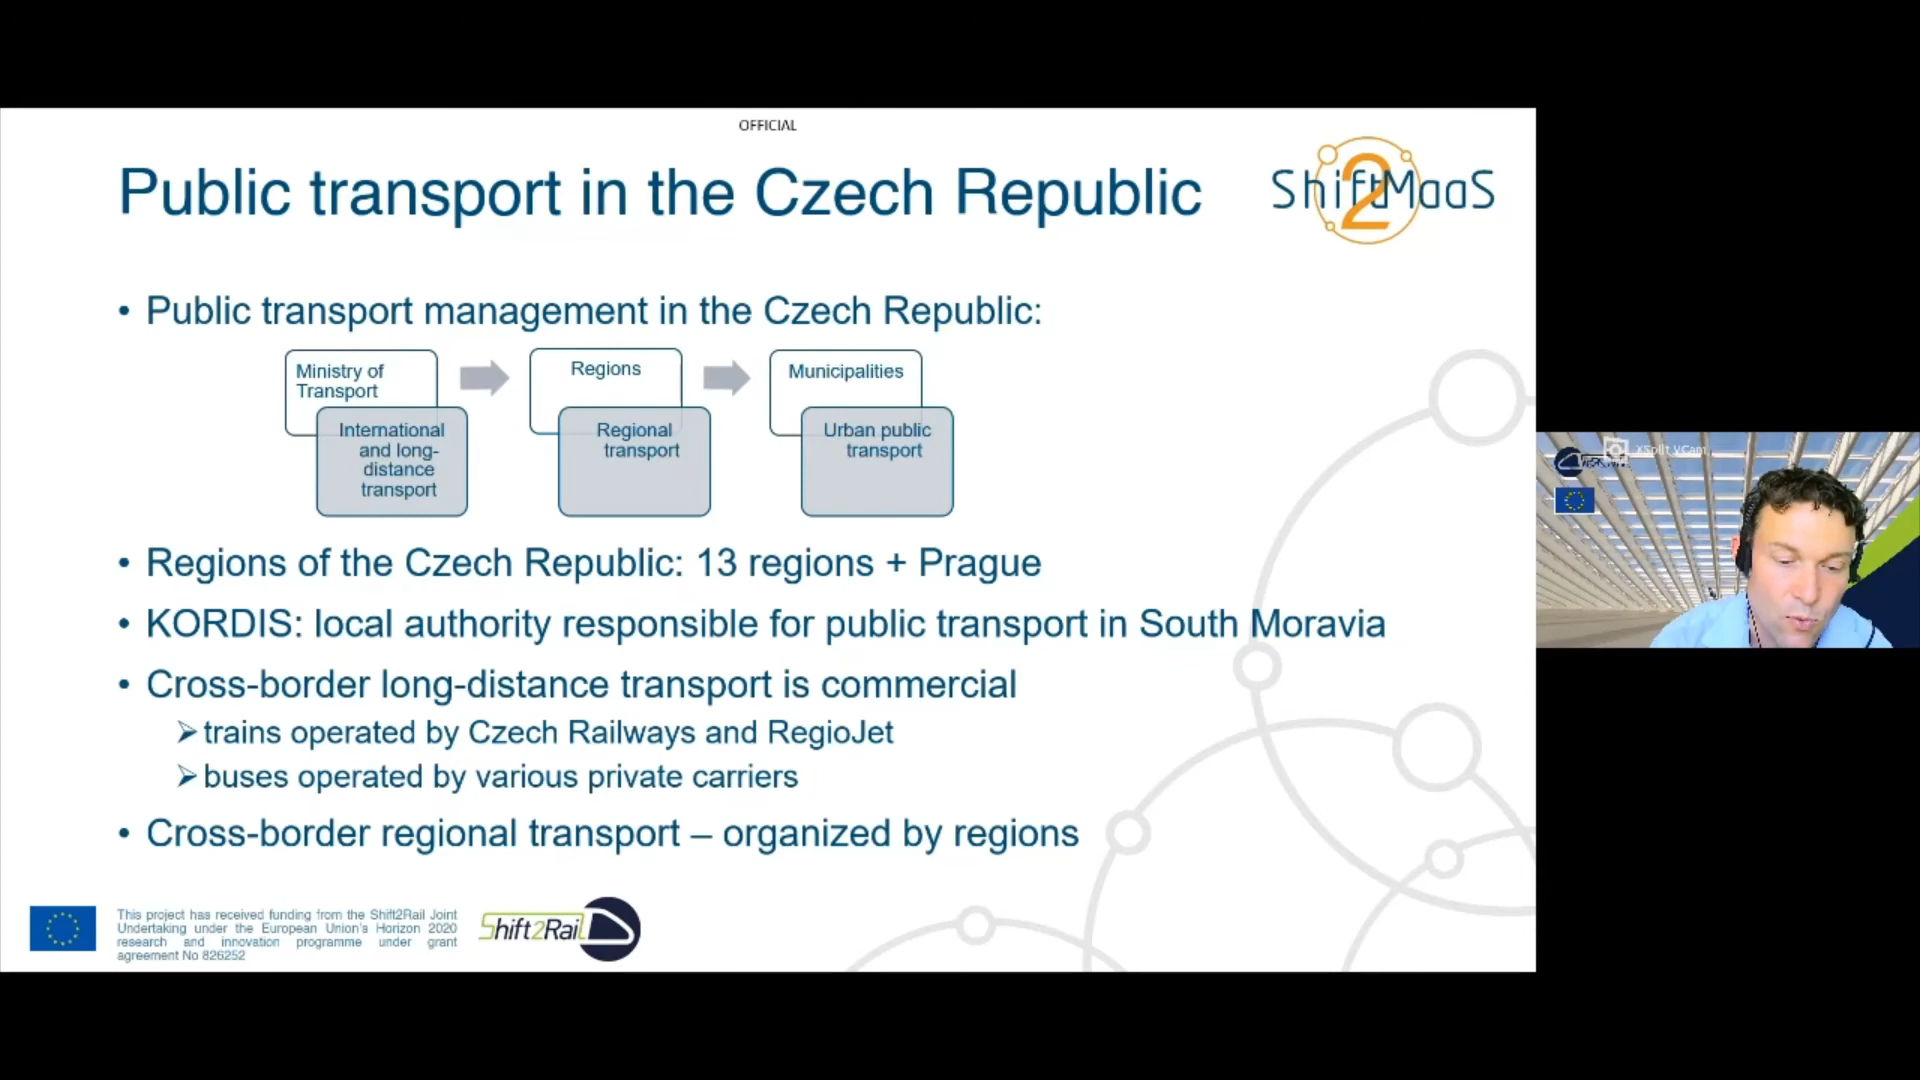 OFFICIAL
Public transport in the Czech Republic
Shift2MaaS
• Public transport management in the Czech Republic:
Ministry of
Transport
International
and long-
distance
transport
Regions
Regional
transport
Municipalities
Urban public
transport
• Regions of the Czech Republic: 13 regions + Prague
• KORDIS: local authority responsible for public transport in South Moravia
• Cross-border long-distance transport is commercial
➢ trains operated by Czech Railways and RegioJet
➢ buses operated by various private carriers
• Cross-border regional transport – organized by regions
This project has received funding from the Shift2Rail Joint
Undertaking under the European Union's Horizon 2020
research and innovation programme under grant
agreement No 826252
Shift2Rail
XSplit VCam